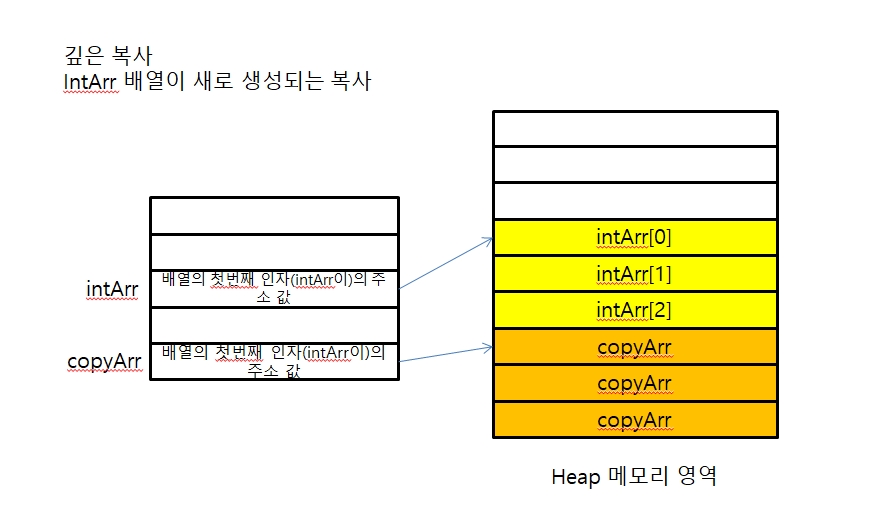 깊은 복사
IntArr 배열이 새로 생성되는 복사
intArr[0]
intArr
배열의 첫번째 인자(intArr이)의 주
소 값
intArr[1]
intArr[2]
copyArr
배열의 첫번째 인자(intArr이)의
주소 값
copyArr
copyArr
copyArr
Heap 메모리 영역